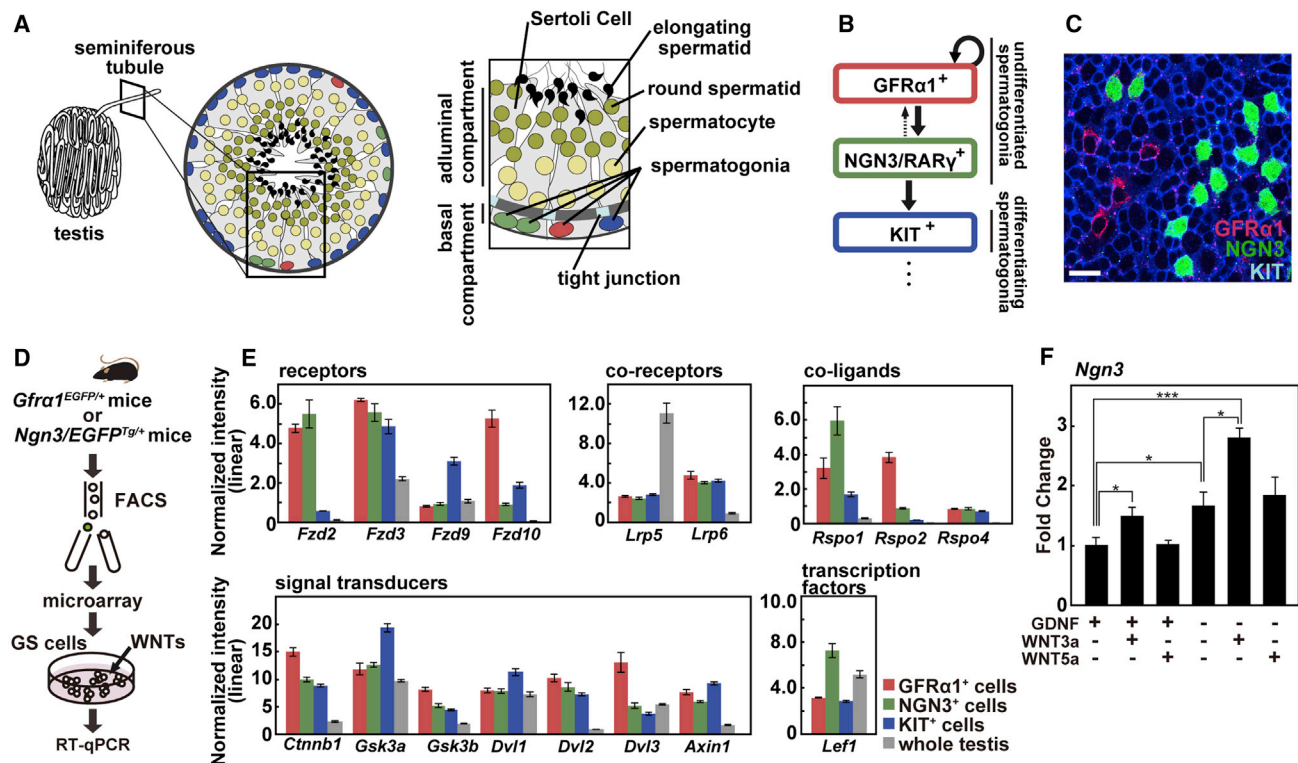 A
seminiferous
tubule
testis
Sertoli Cell
elongating
spermatid
round spermatid
spermatocyte
spermatogonia
tight junction
adluminal
compartment
basal
compartment
B
GFRα1+
NGN3/RARγ+
KIT +
undifferentiated
spermatogonia
differentiating
spermatogonia
C
GFRα1
NGN3
KIT
D
Gfrα1EGFP/+ mice
or
Ngn3/EGFPTg/+ mice
FACS
microarray
GS cells
WNTs
RT-qPCR
E
receptors
Normalized intensity
(linear)
6.0
4.0
2.0
0
Fzd2 Fzd3 Fzd9 Fzd10
co-receptors
12.0
8.0
4.0
0
Lrp5 Lrp6
co-ligands
6.0
4.0
2.0
0
Rspo1 Rspo2 Rspo4
signal transducers
Normalized intensity
(linear)
20
15
10
5
0
Ctnnb1 Gsk3a Gsk3b Dvl1 Dvl2 Dvl3 Axin1
transcription
factors
8.0
6.0
4.0
2.0
0
Lef1
GFRα1+ cells
NGN3+ cells
KIT+ cells
whole testis
F
Ngn3
Fold Change
3
2
1
0
*
*
***
*
GDNF + + + - - -
WNT3a - + - - + -
WNT5a - - + - - +